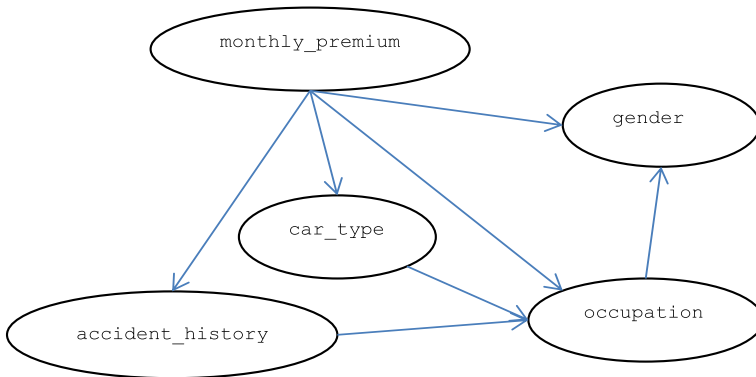 monthly_premium
gender
car_type
occupation
accident_history